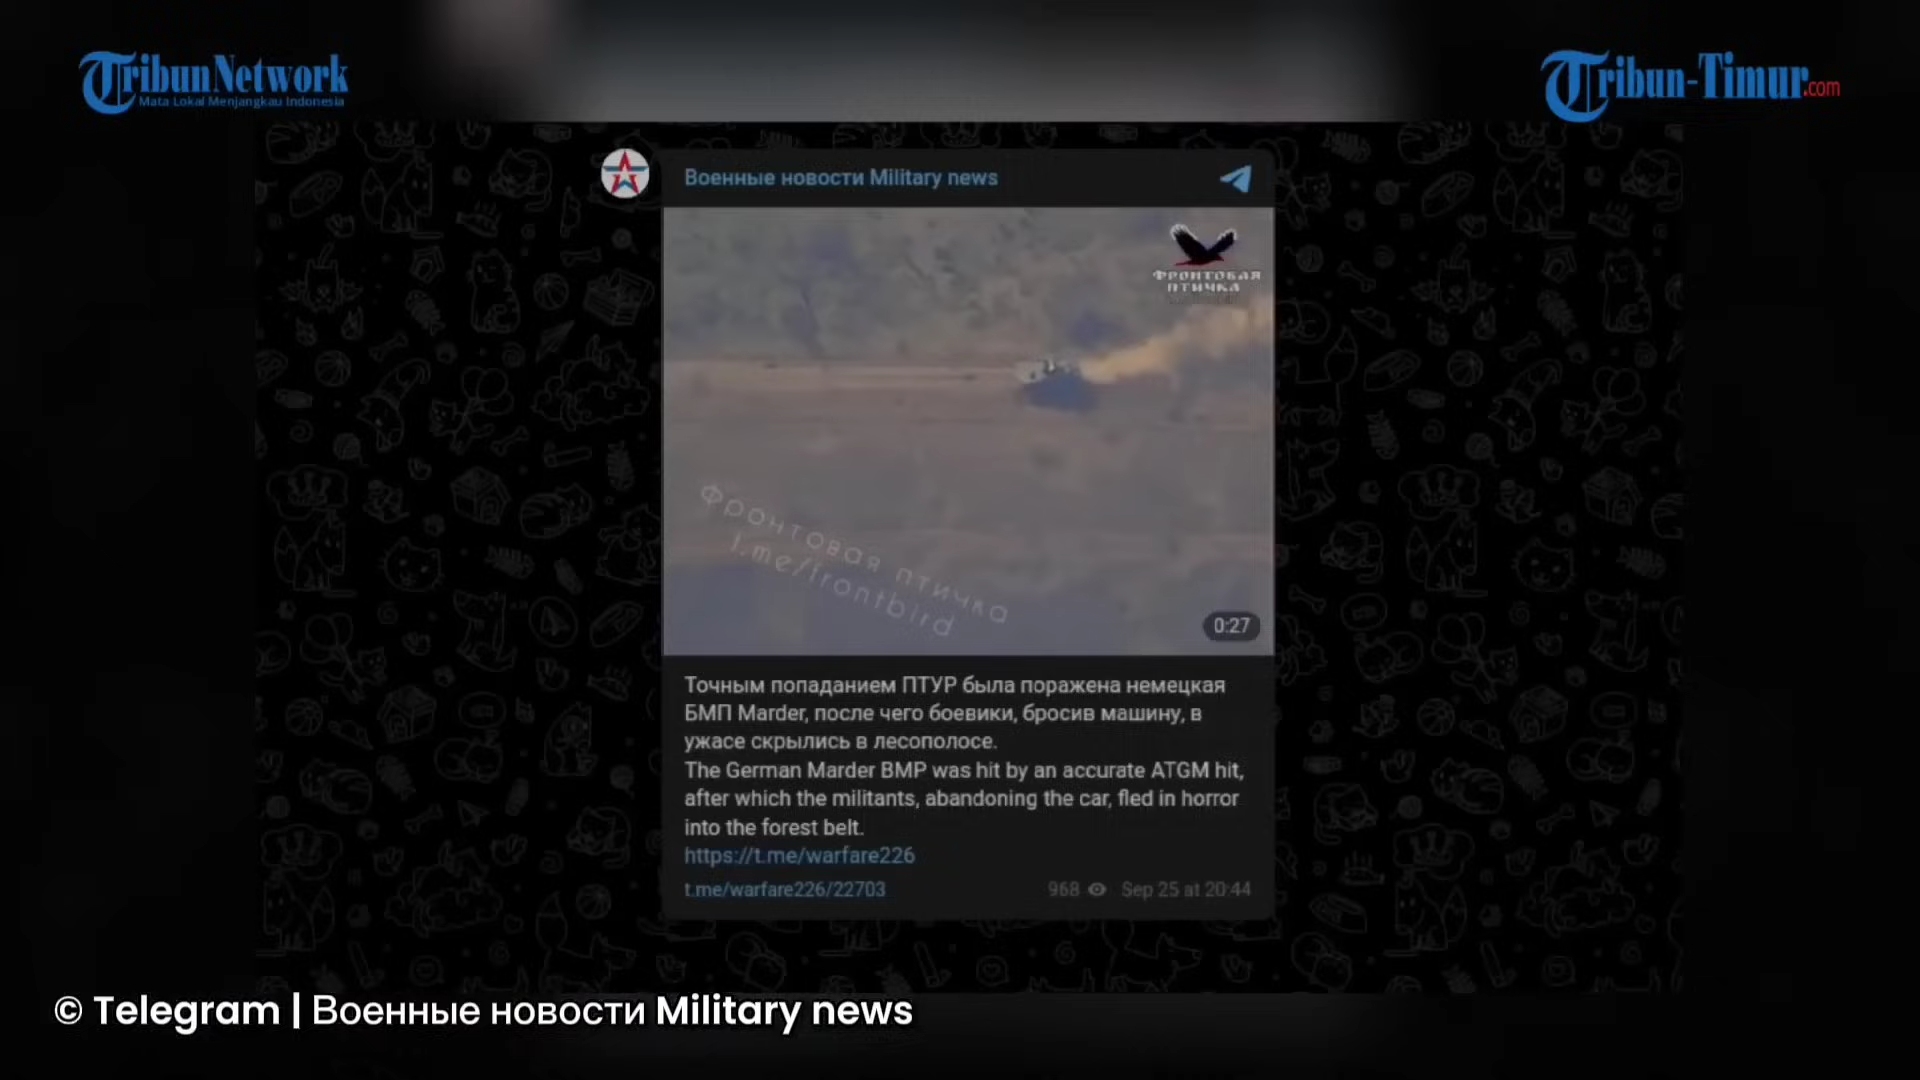 Tribun Network
Mata Lokal Menjangkau Indonesia
Tribun-Timur.com
Военные новости Military news
ФРОНТОВАЯ
ПТИЧКА
Фронтовая птичка
t.me/frontbird
0:27
Точным попаданием ПТУР была поражена немецкая
БМП Marder, после чего боевики, бросив машину, в
ужасе скрылись в лесополосе.
The German Marder BMP was hit by an accurate ATGM hit,
after which the militants, abandoning the car, fled in horror
into the forest belt.
https://t.me/warfare226
t.me/warfare226/22703
968 Sep 25 at 20:44
© Telegram | Военные новости Military news